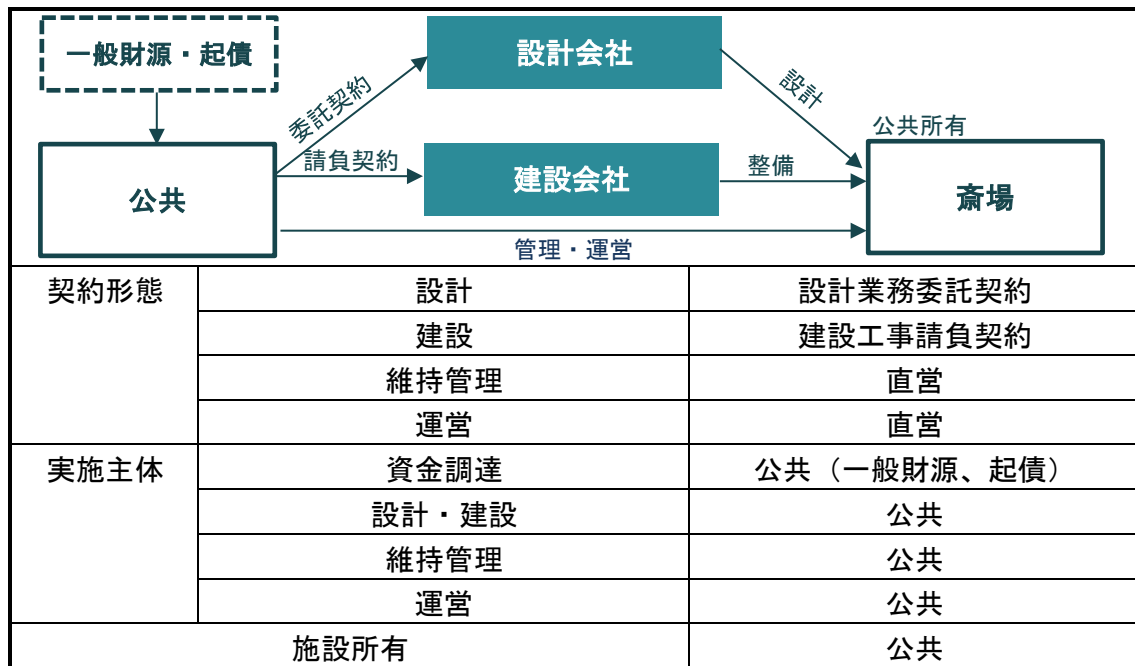 一般財源・起債
設計会社
委託契約
設計
公共所有
請負契約
整備
公共
建設会社
斎場
管理・運営
契約形態 設計 設計業務委託契約
建設 建設工事請負契約
維持管理 直営
運営 直営
実施主体 資金調達 公共（一般財源、起債）
設計・建設 公共
維持管理 公共
運営 公共
施設所有 公共